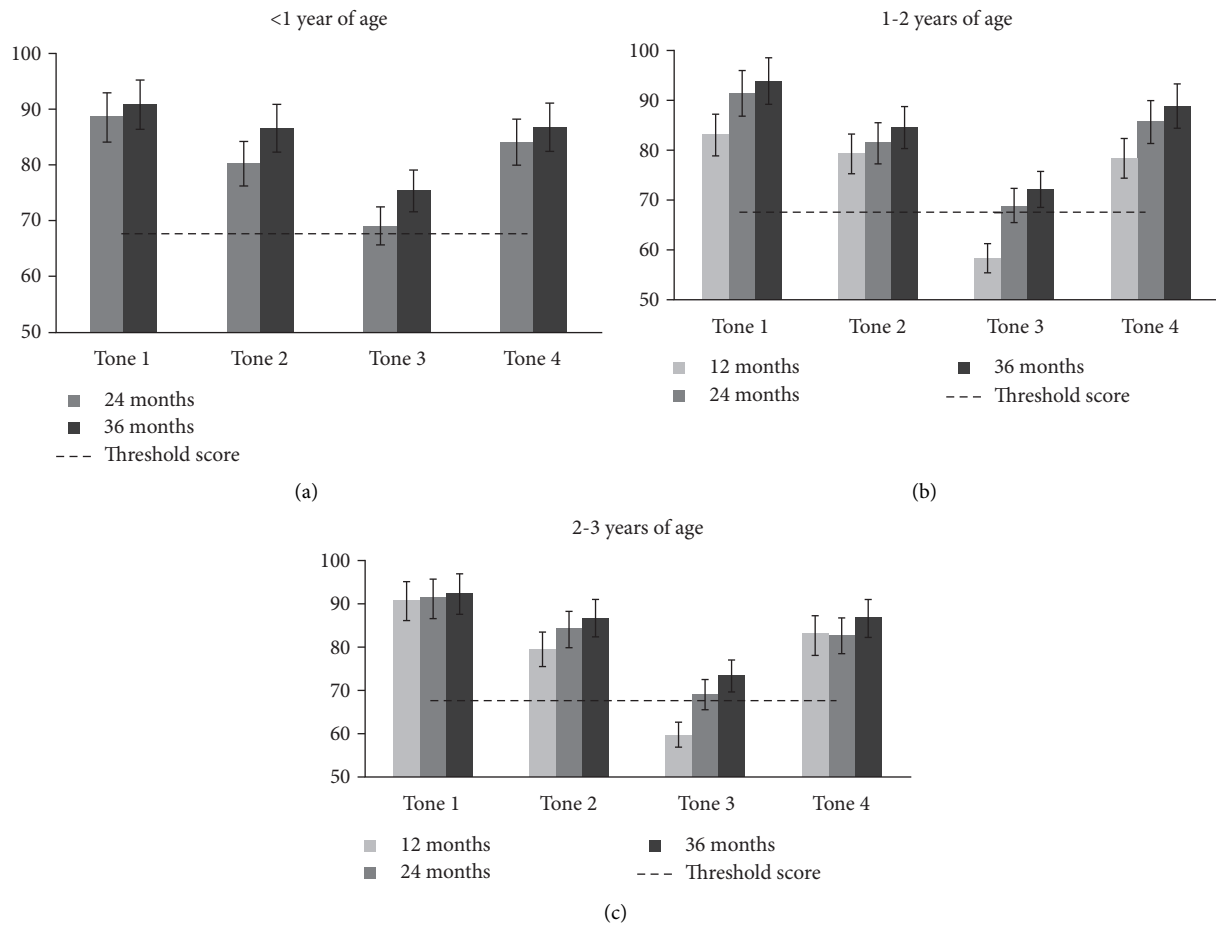 <1 year of age
100
90
80
70
60
50
Tone 1 Tone 2 Tone 3 Tone 4
24 months
36 months
Threshold score
(a)
1-2 years of age
100
90
80
70
60
50
Tone 1 Tone 2 Tone 3 Tone 4
12 months 36 months
24 months Threshold score
(b)
2-3 years of age
100
90
80
70
60
50
Tone 1 Tone 2 Tone 3 Tone 4
12 months 36 months
24 months Threshold score
(c)